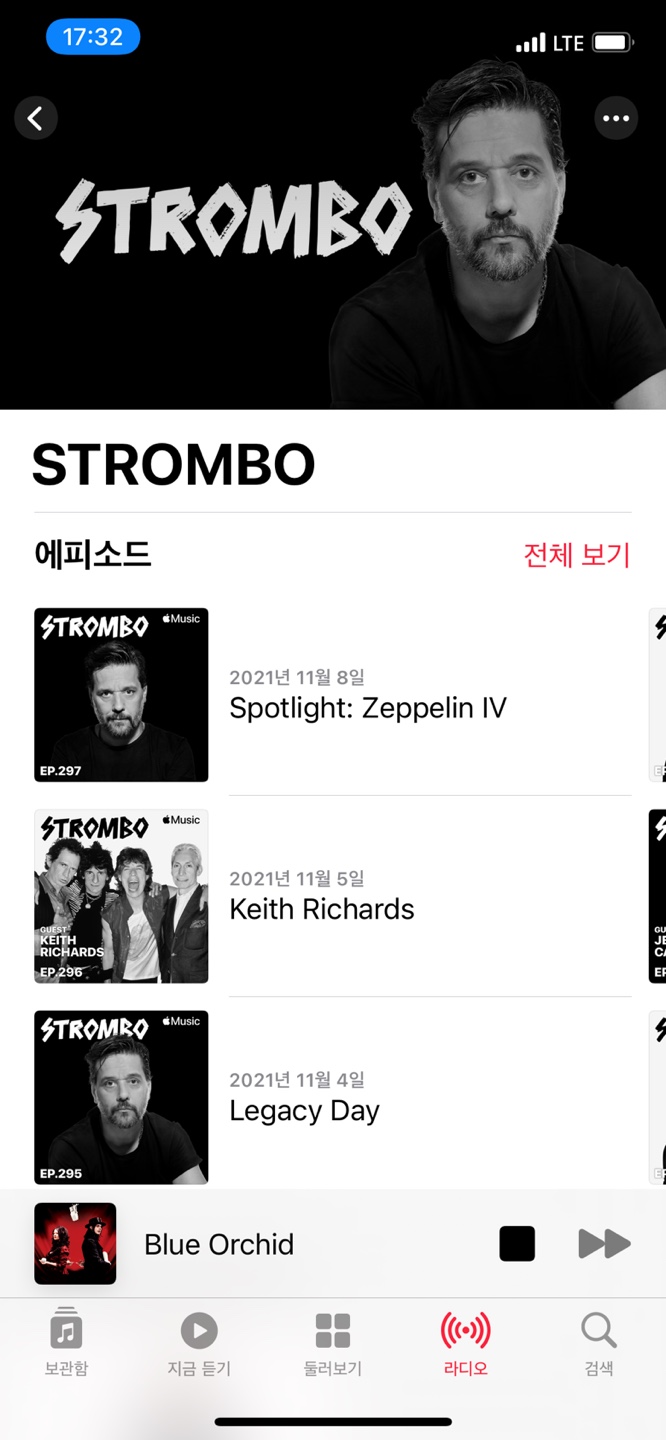 17:32
LTE
STROMBO
STROMBO
에피소드
전체 보기
STROMBO
Music
EP.297
2021년 11월 8일
Spotlight: Zeppelin IV
STROMBO
Music
GUEST
KEITH
RICHARDS
EP.296
2021년 11월 5일
Keith Richards
STROMBO
Music
EP.295
2021년 11월 4일
Legacy Day
Blue Orchid
보관함
지금 듣기
둘러보기
라디오
검색